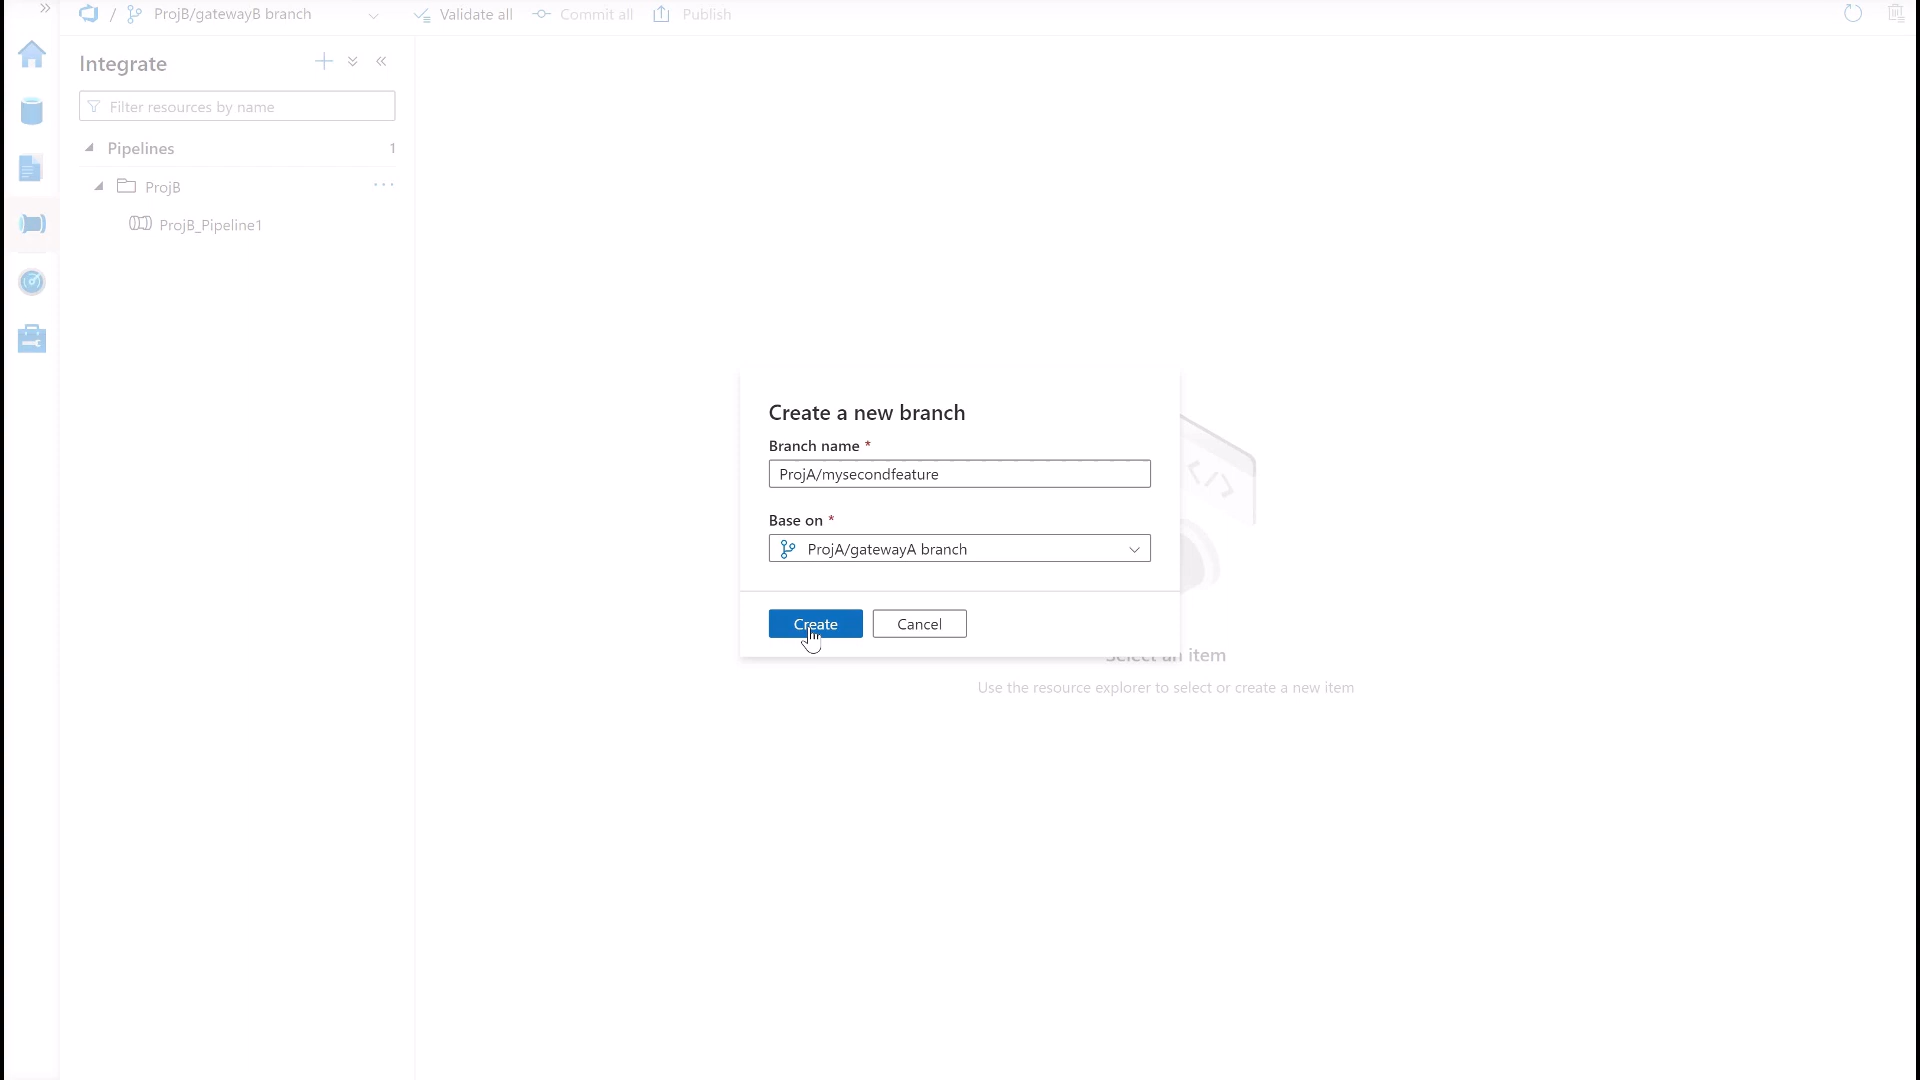 / ProjB/gatewayB branch
Validate all
Commit all
Publish
Integrate
Filter resources by name
Pipelines 1
ProjB
ProjB_Pipeline1
Create a new branch
Branch name *
ProjA/mysecondfeature
Base on *
ProjA/gatewayA branch
Create
Cancel
Select an item
Use the resource explorer to select or create a new item